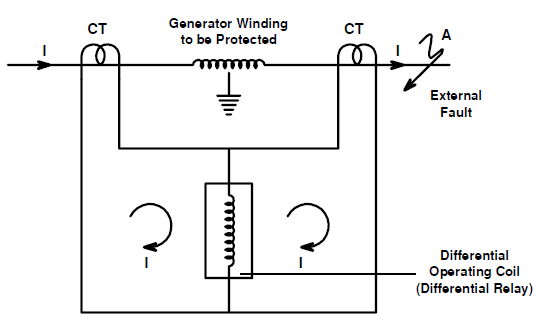 CT
Generator Winding
to be Protected
CT
I
I
A
External
Fault
I
I
Differential
Operating Coil
(Differential Relay)